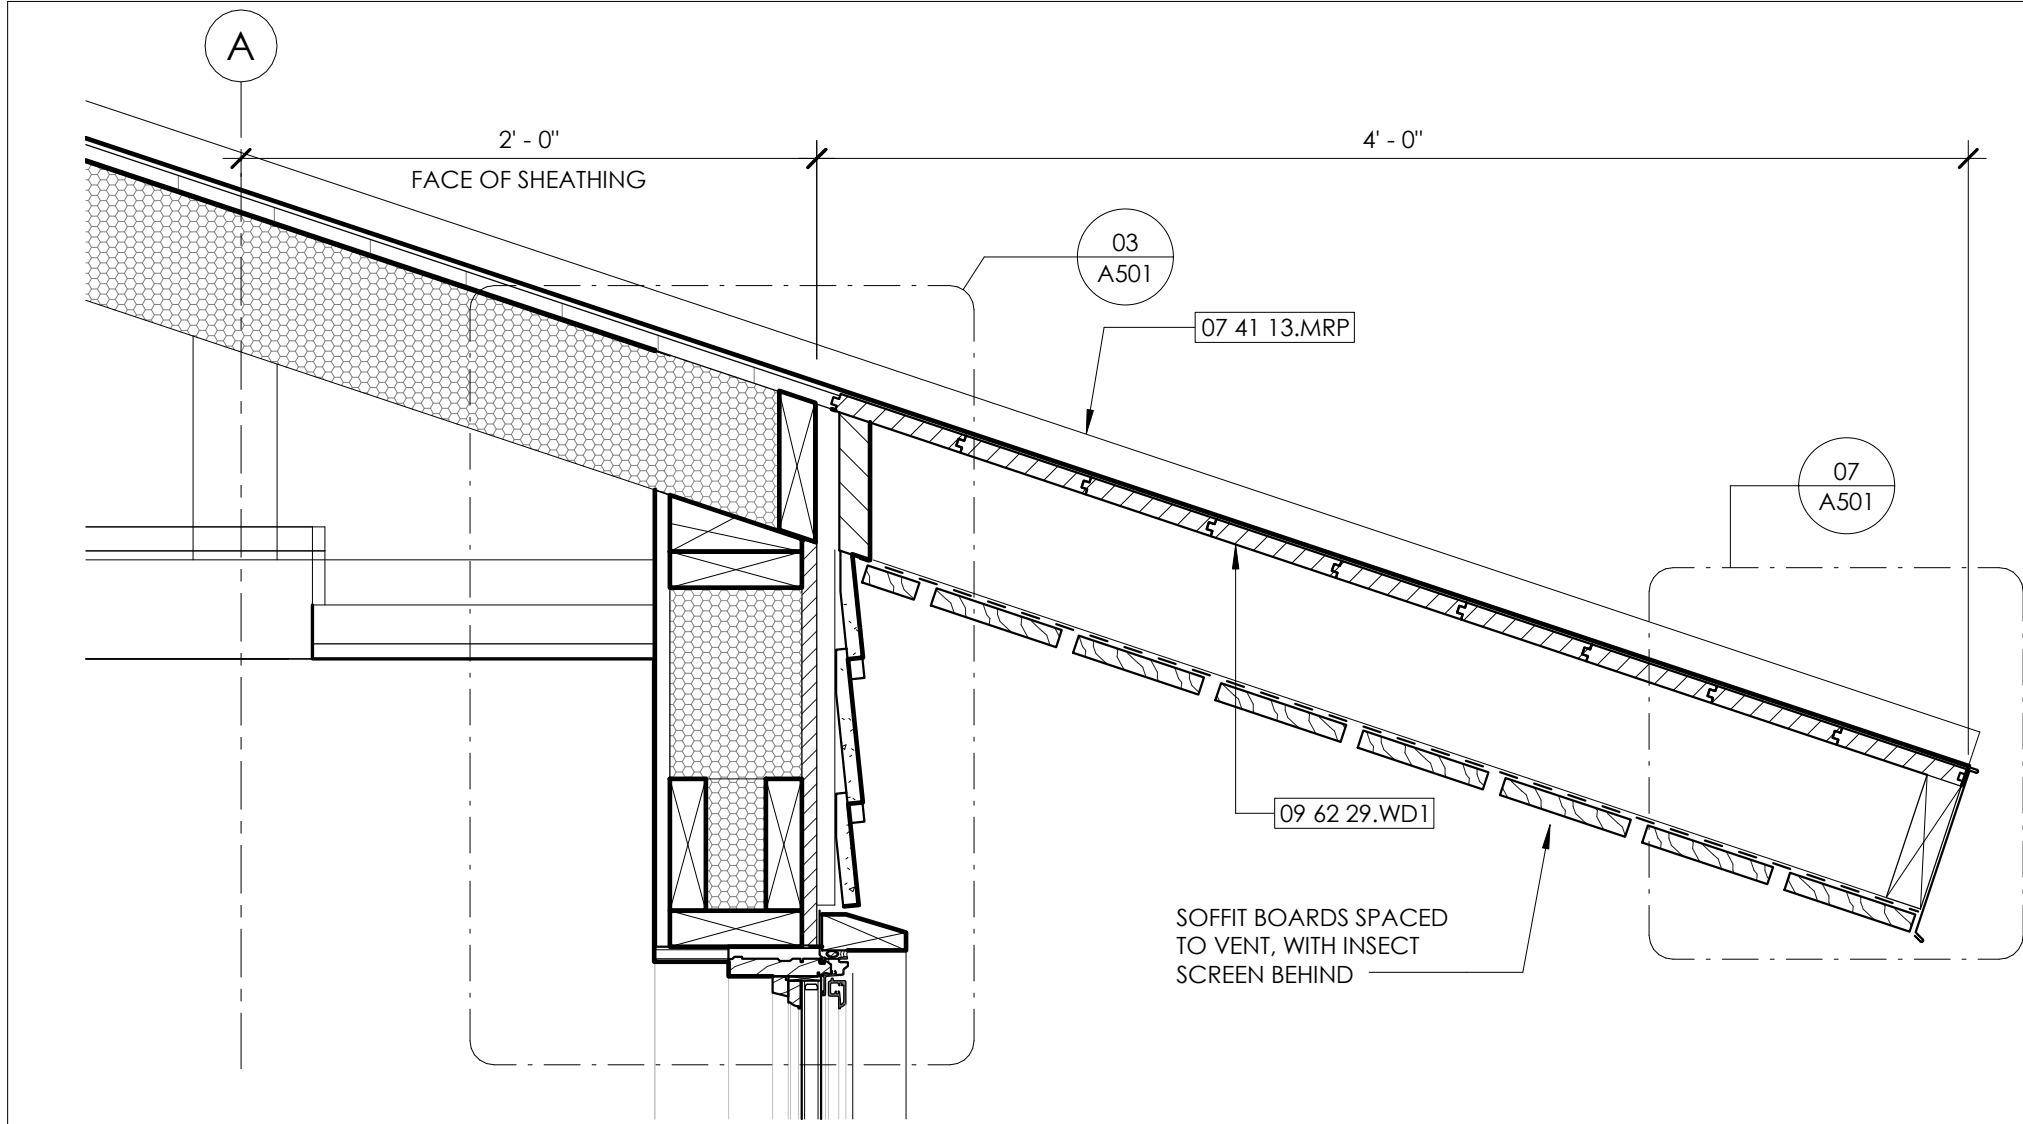 A
2' - 0"
4' - 0"
FACE OF SHEATHING
03
A501
07 41 13.MRP
07
A501
09 62 29.WD1
SOFFIT BOARDS SPACED
TO VENT, WITH INSECT
SCREEN BEHIND